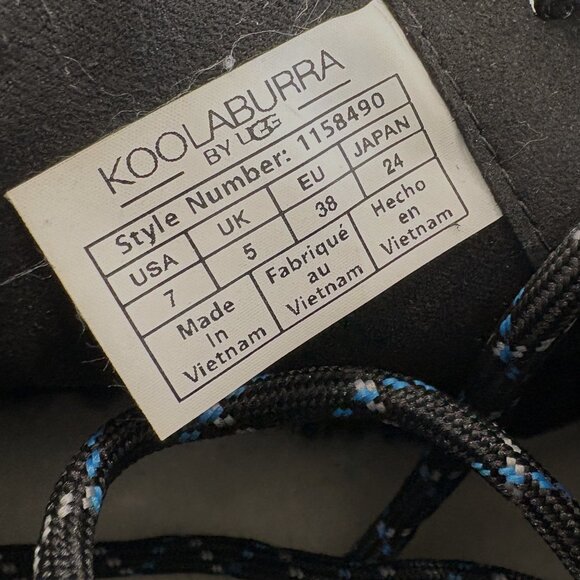 KOOLABURRA
BY UGG
Style Number: 1158490
USA UK EU JAPAN
7 5 38 24
Made In Vietnam
Fabriqué au Vietnam
Hecho en Vietnam